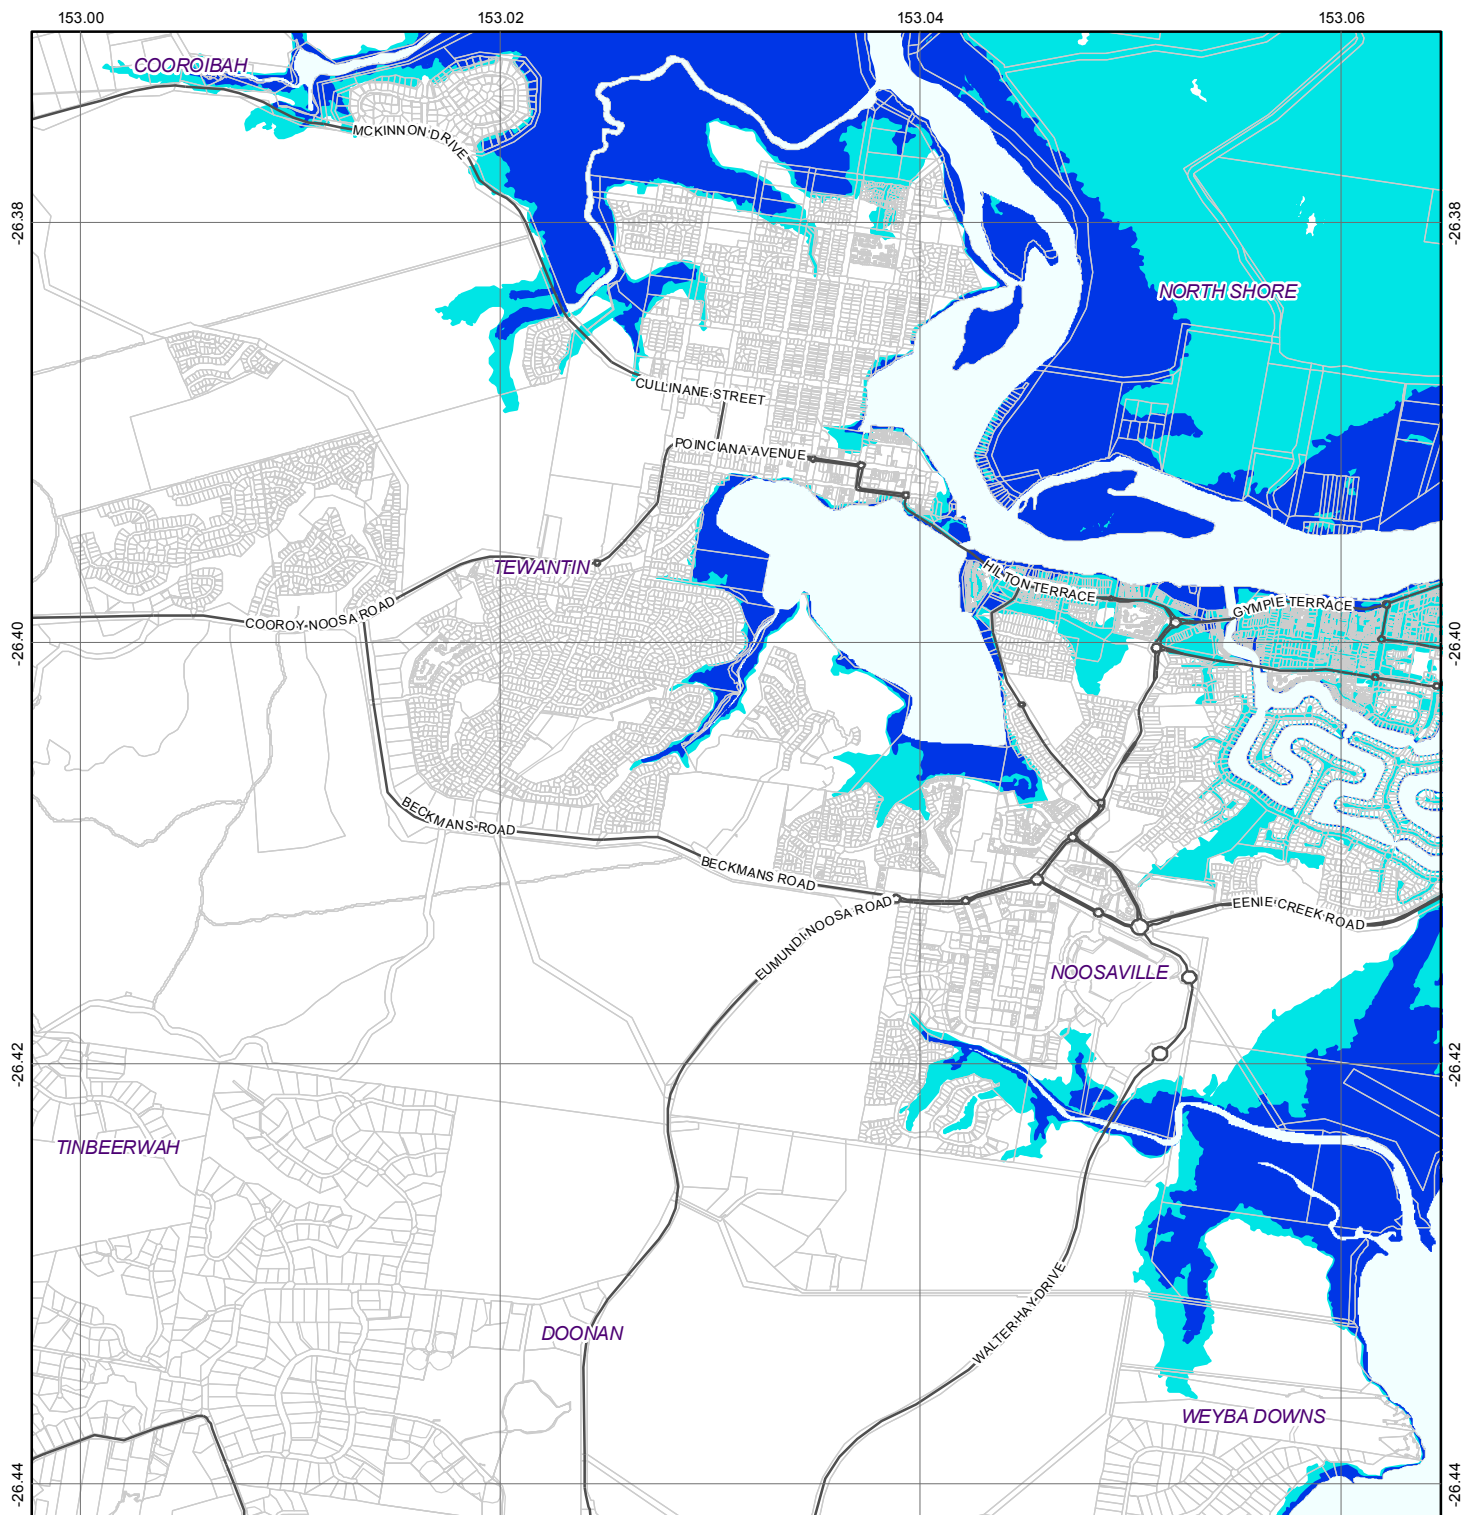 153.00
153.02
153.04
153.06
COOROIBAH
MCKINNON DRIVE
-26.38
-26.38
NORTH SHORE
CULLINANE STREET
POINCIANA AVENUE
TEWANTIN
HILTON TERRACE
GYMPIE TERRACE
COOROY-NOOSA ROAD
-26.40
-26.40
BECKMANS ROAD
BECKMANS ROAD
EUMUNDI-NOOSA ROAD
EENIE CREEK ROAD
NOOSAVILLE
-26.42
-26.42
TINBEERWAH
WALTER HAY DRIVE
DOONAN
WEYBA DOWNS
-26.44
-26.44